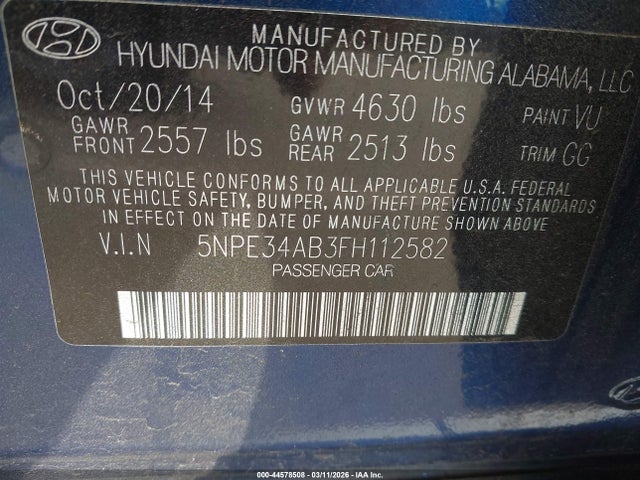 MANUFACTURED BY
HYUNDAI MOTOR MANUFACTURING ALABAMA, LLC
Oct/20/14 GVWR 4630 lbs PAINT VU
GAWR FRONT 2557 lbs GAWR REAR 2513 lbs TRIM GG
THIS VEHICLE CONFORMS TO ALL APPLICABLE U.S.A. FEDERAL
MOTOR VEHICLE SAFETY, BUMPER, AND THEFT PREVENTION STANDARDS
IN EFFECT ON THE DATE OF MANUFACTURE SHOWN ABOVE.
V.I.N 5NPE34AB3FH112582
PASSENGER CAR
000-44578508 - 03/11/2026 - IAA Inc.